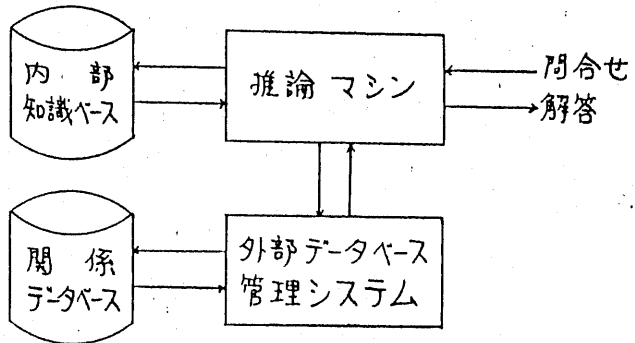 内部
知識ベース
推論マシン
問合せ
解答
関係
データベース
外部データベース
管理システム